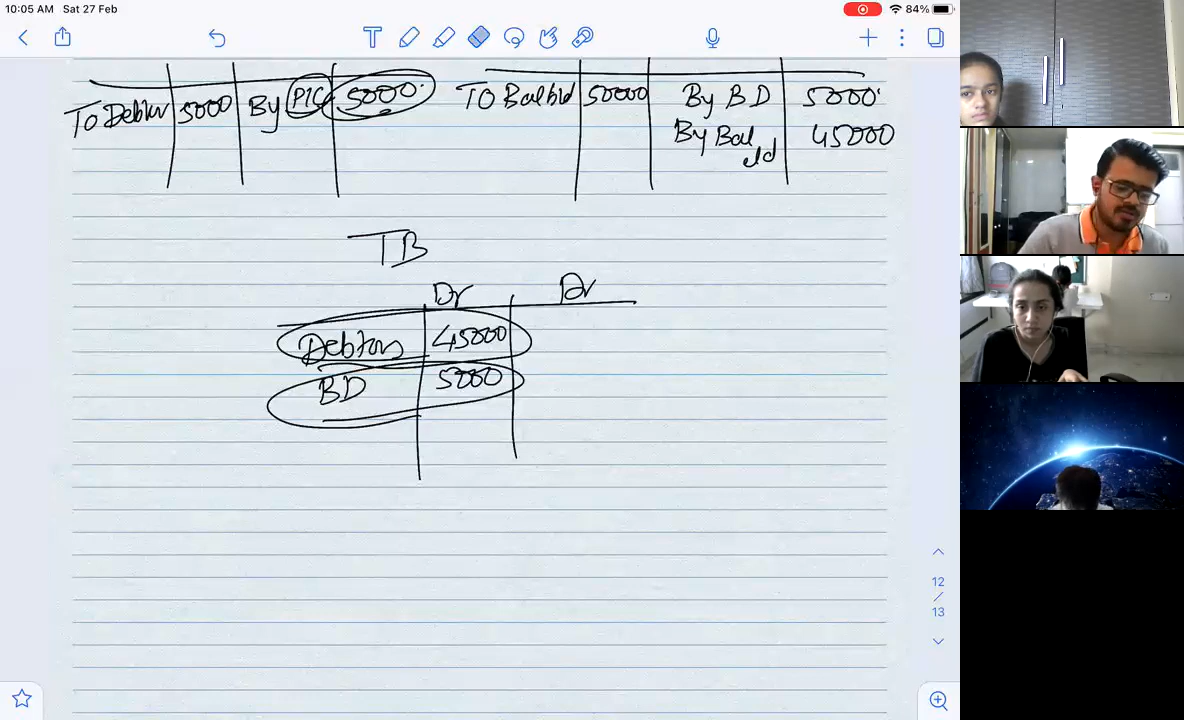 10:05 AM Sat 27 Feb
84%
To Debtor 5000 By P/C 5000
To Bal b/d 50000 By BD 5000
By Bal c/d 45000
TB
Dr Dr
Debtors 45000
BD 5000
12
/
13